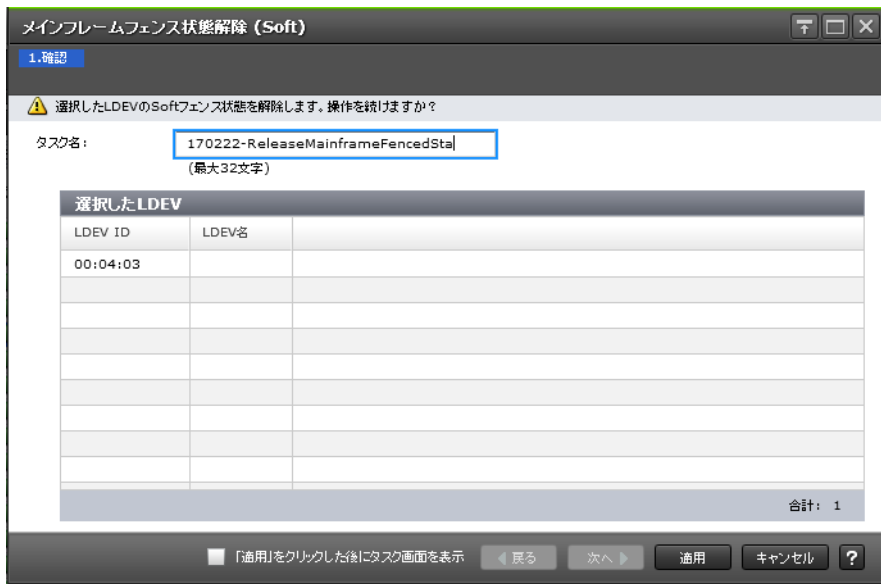 メインフレームフェンス状態解除 (Soft)
1.確認
選択したLDEVのSoftフェンス状態を解除します。操作を続けますか？
タスク名: 170222-ReleaseMainframeFencedSta
(最大32文字)
選択したLDEV
LDEV ID LDEV名
00:04:03
合計: 1
「適用」をクリックした後にタスク画面を表示 戻る 次へ 適用 キャンセル ?